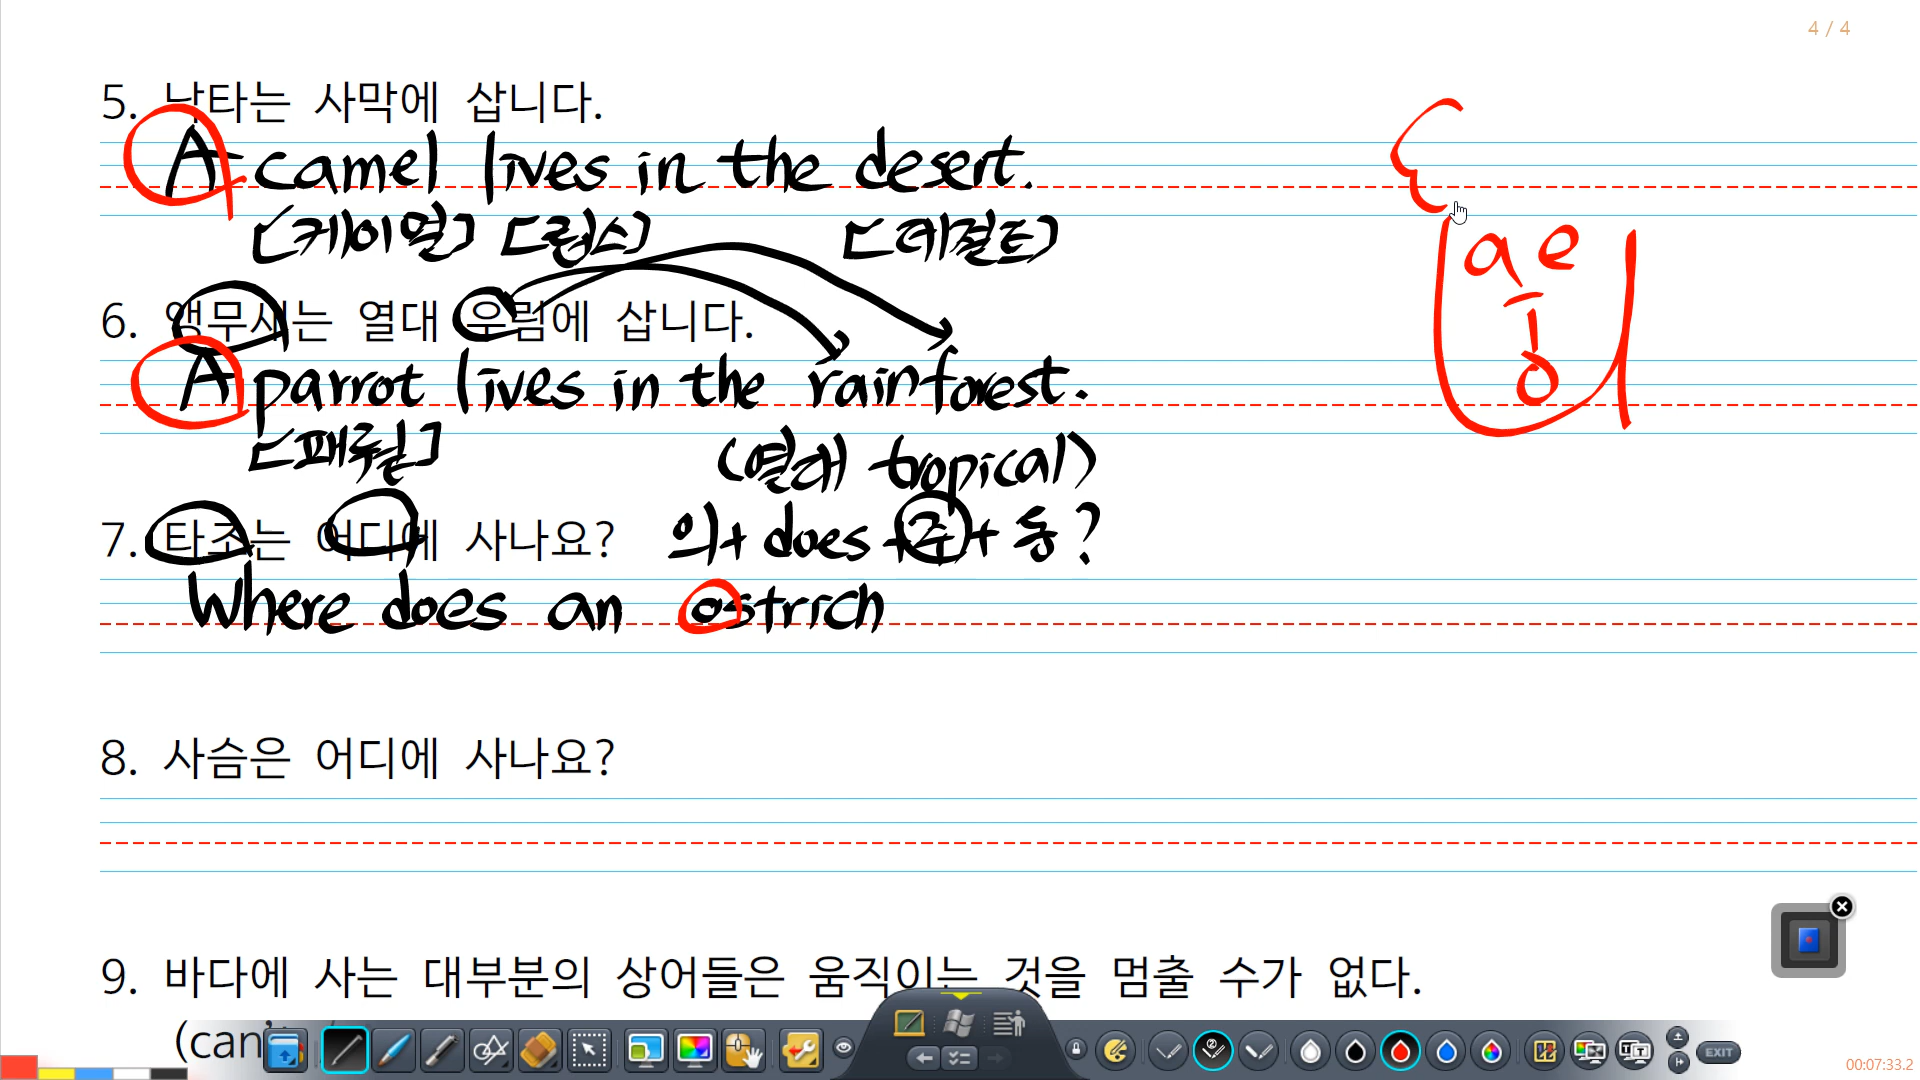 4 / 4
5. 낙타는 사막에 삽니다.
A camel lives in the desert.
[케이멀] [립스] [데절트]
6. 앵무새는 열대 우림에 삽니다.
A parrot lives in the rainforest.
[패뤝]
(열대 tropical)
7. 타조는 어디에 사나요? 의+ does +주+ 동 ?
Where does an ostrich
a e
i
o
8. 사슴은 어디에 사나요?
9. 바다에 사는 대부분의 상어들은 움직이는 것을 멈출 수가 없다.
(can'
EXIT
00:07:33.2